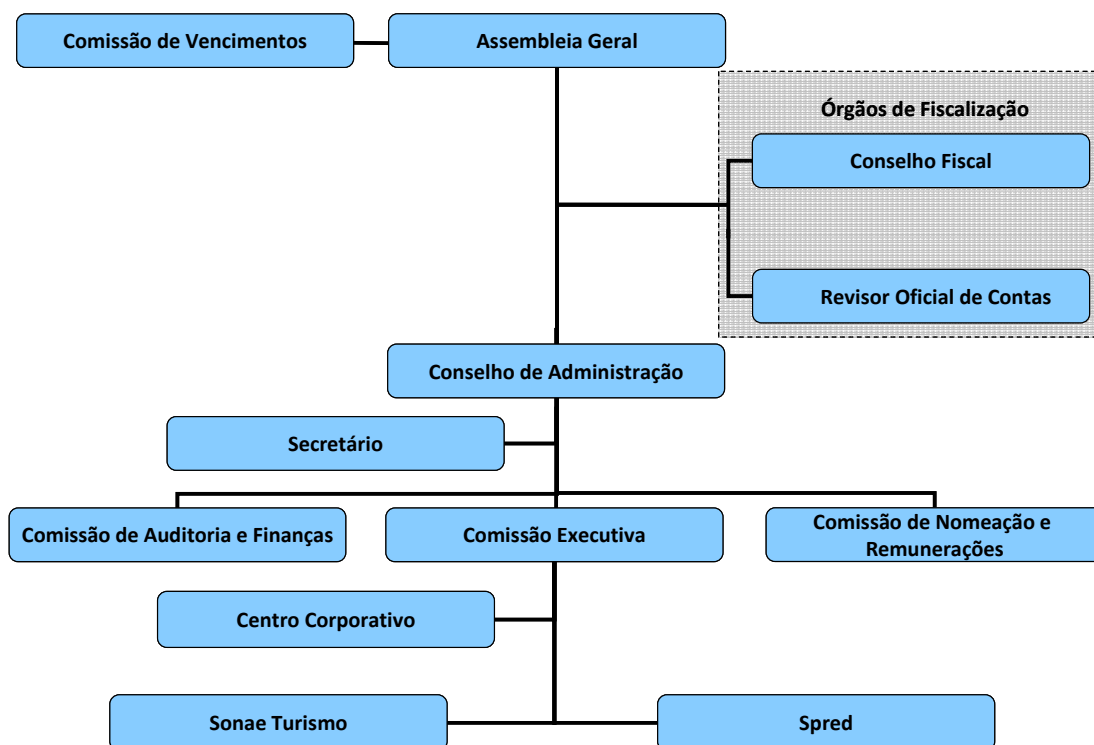 Comissão de Vencimentos
Assembleia Geral
Órgãos de Fiscalização
Conselho Fiscal
Revisor Oficial de Contas
Conselho de Administração
Secretário
Comissão de Auditoria e Finanças
Comissão Executiva
Comissão de Nomeação e
Remunerações
Centro Corporativo
Sonae Turismo
Spred